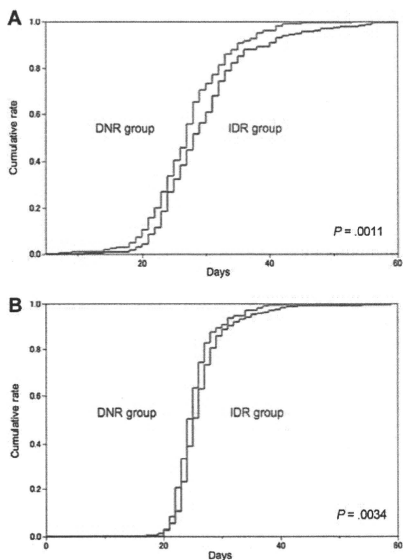 A
1.0
0.8
0.6
0.4
0.2
0.0
Cumulative rate
DNR group
IDR group
P = .0011
20
40
60
Days
B
1.0
0.8
0.6
0.4
0.2
0.0
Cumulative rate
DNR group
IDR group
P = .0034
0
20
40
60
Days